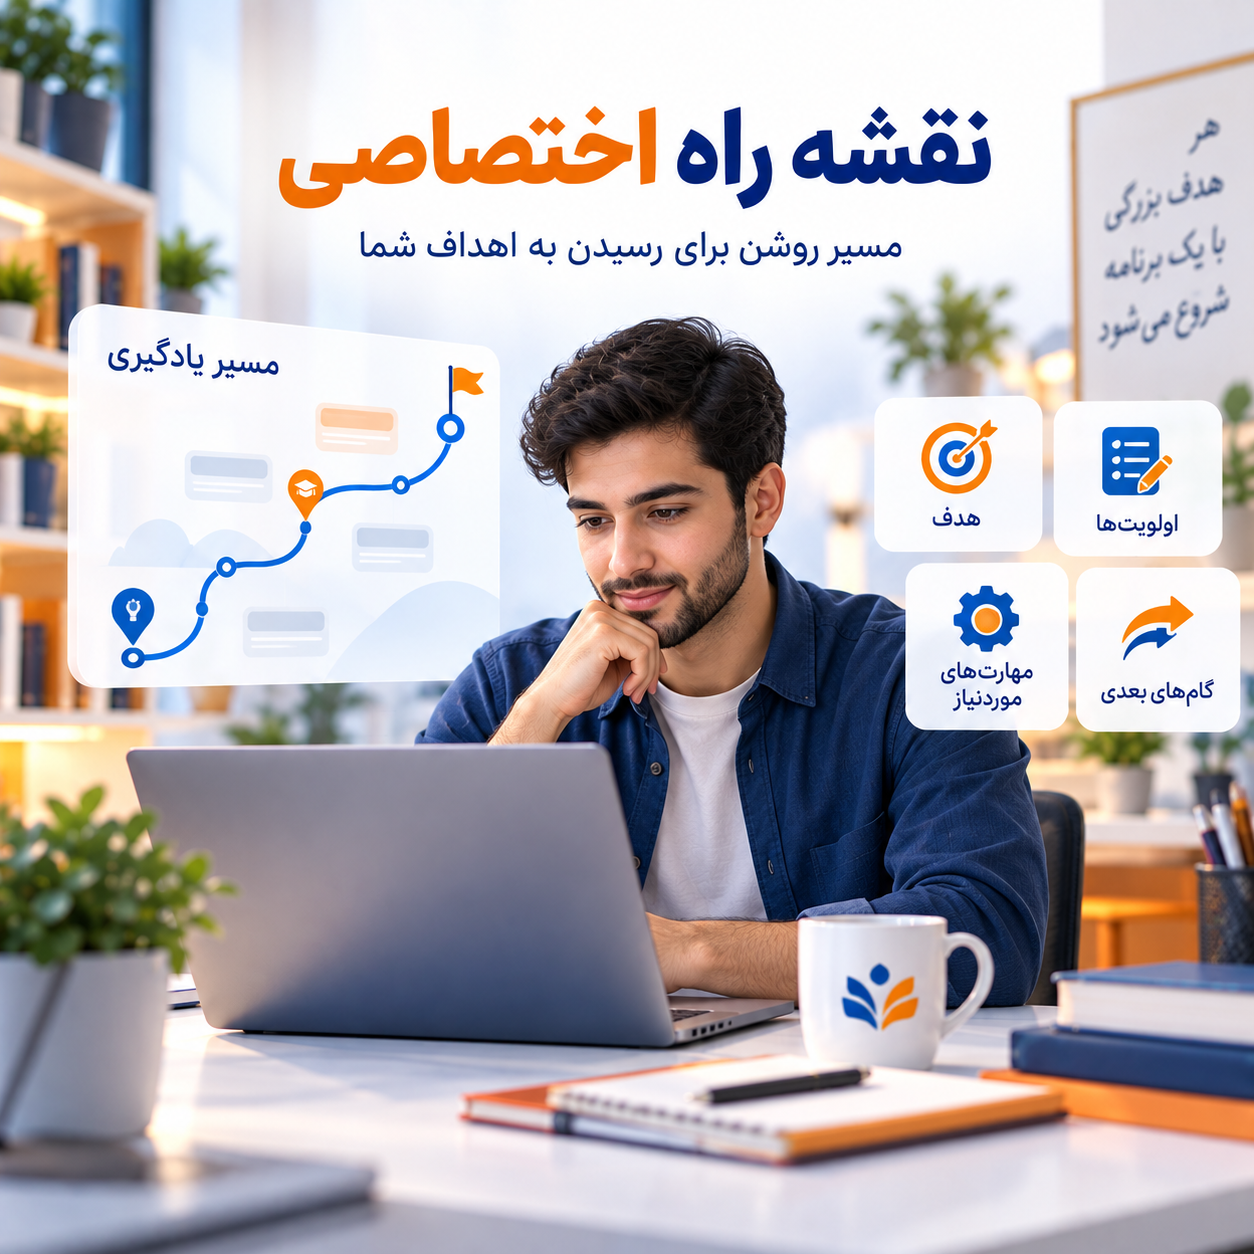 نقشه راه اختصاصی
مسیر روشن برای رسیدن به اهداف شما
هر
هدف بزرگی
با یک برنامه
شروع می‌شود
مسیر یادگیری
هدف
اولویت‌ها
مهارت‌های
موردنیاز
گام‌های بعدی